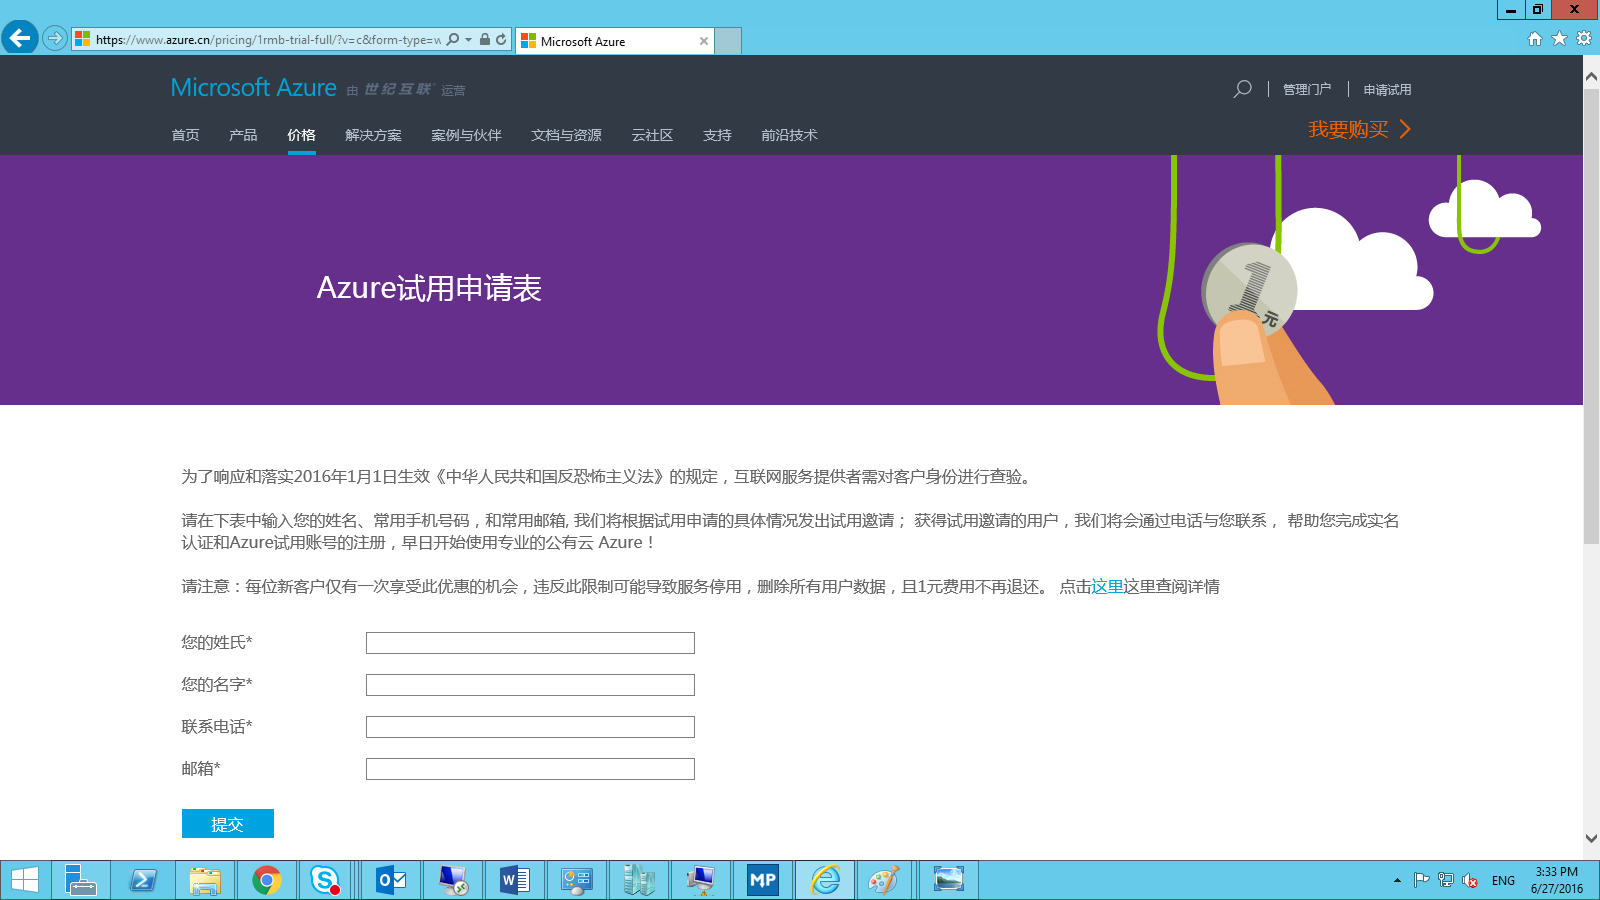 https://www.azure.cn/pricing/1rmb-trial-full/?v=c&form-type=w
Microsoft Azure
Microsoft Azure 由 世纪互联 运营
管理门户
申请试用
首页 产品 价格 解决方案 案例与伙伴 文档与资源 云社区 支持 前沿技术
我要购买
Azure试用申请表
1
元
为了响应和落实2016年1月1日生效《中华人民共和国反恐怖主义法》的规定，互联网服务提供者需对客户身份进行查验。
请在下表中输入您的姓名、常用手机号码，和常用邮箱, 我们将根据试用申请的具体情况发出试用邀请； 获得试用邀请的用户，我们将会通过电话与您联系， 帮助您完成实名
认证和Azure试用账号的注册，早日开始使用专业的公有云 Azure！
请注意：每位新客户仅有一次享受此优惠的机会，违反此限制可能导致服务停用，删除所有用户数据，且1元费用不再退还。 点击这里这里查阅详情
您的姓氏*
您的名字*
联系电话*
邮箱*
提交
MP
ENG
3:33 PM
6/27/2016